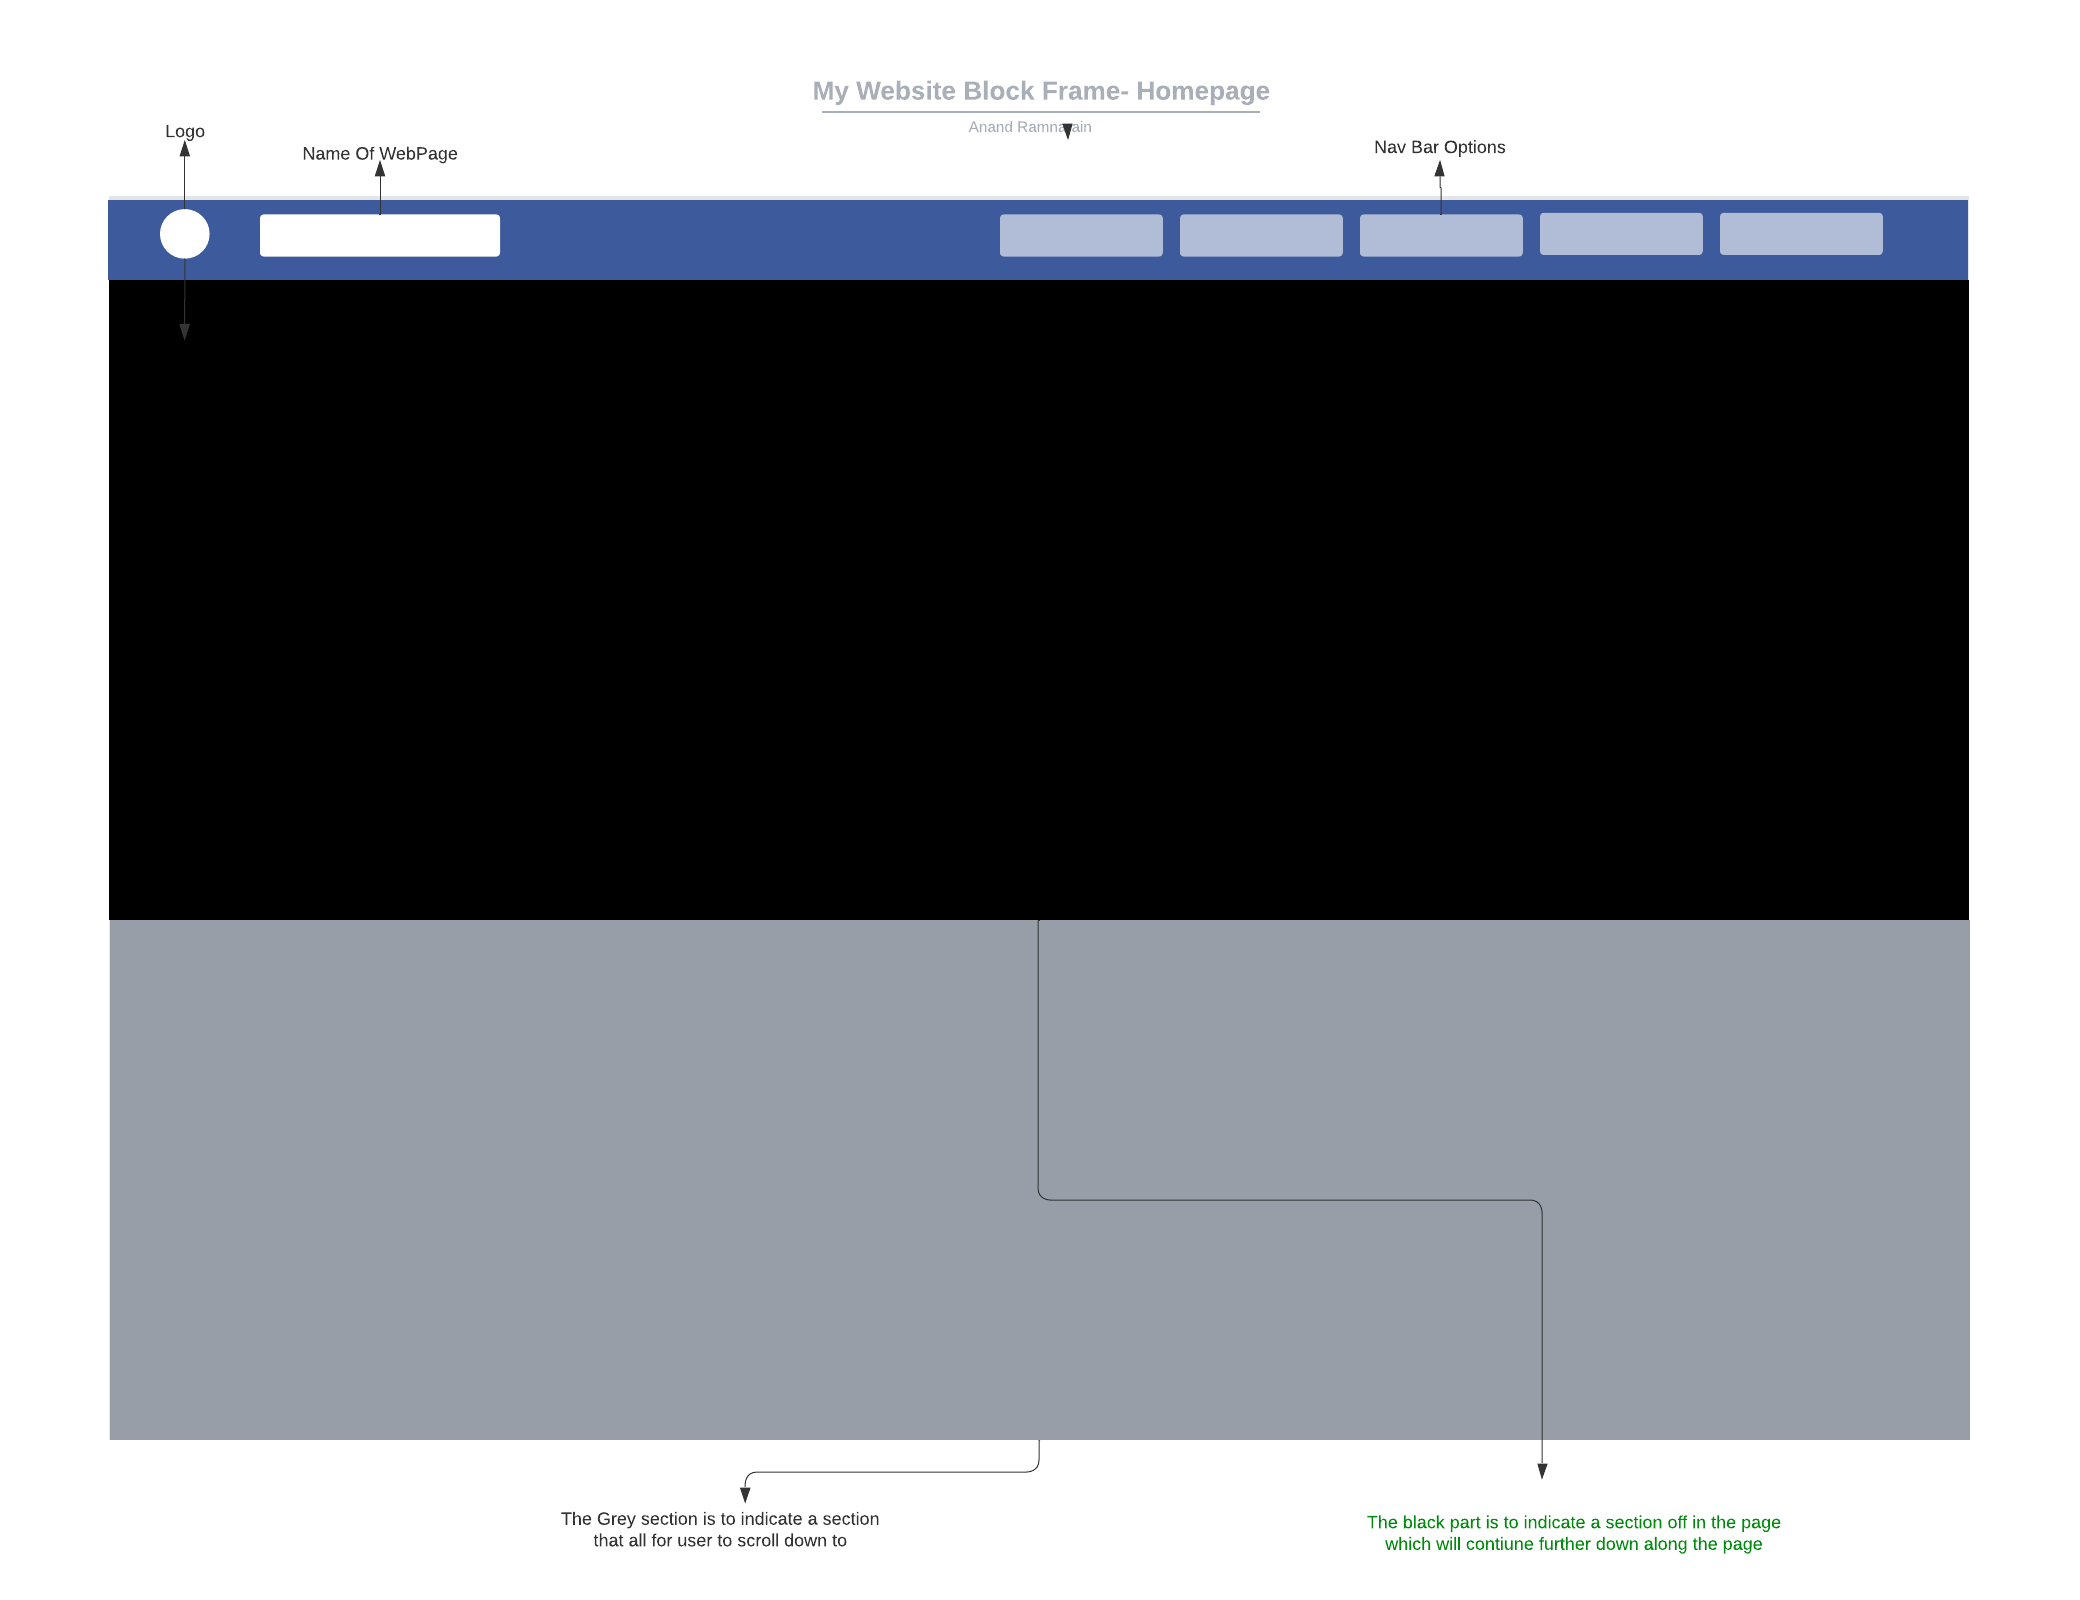 My Website Block Frame- Homepage
Anand Ramnarain
Logo
Name Of WebPage
Nav Bar Options
The Grey section is to indicate a section
that all for user to scroll down to
The black part is to indicate a section off in the page
which will contiune further down along the page